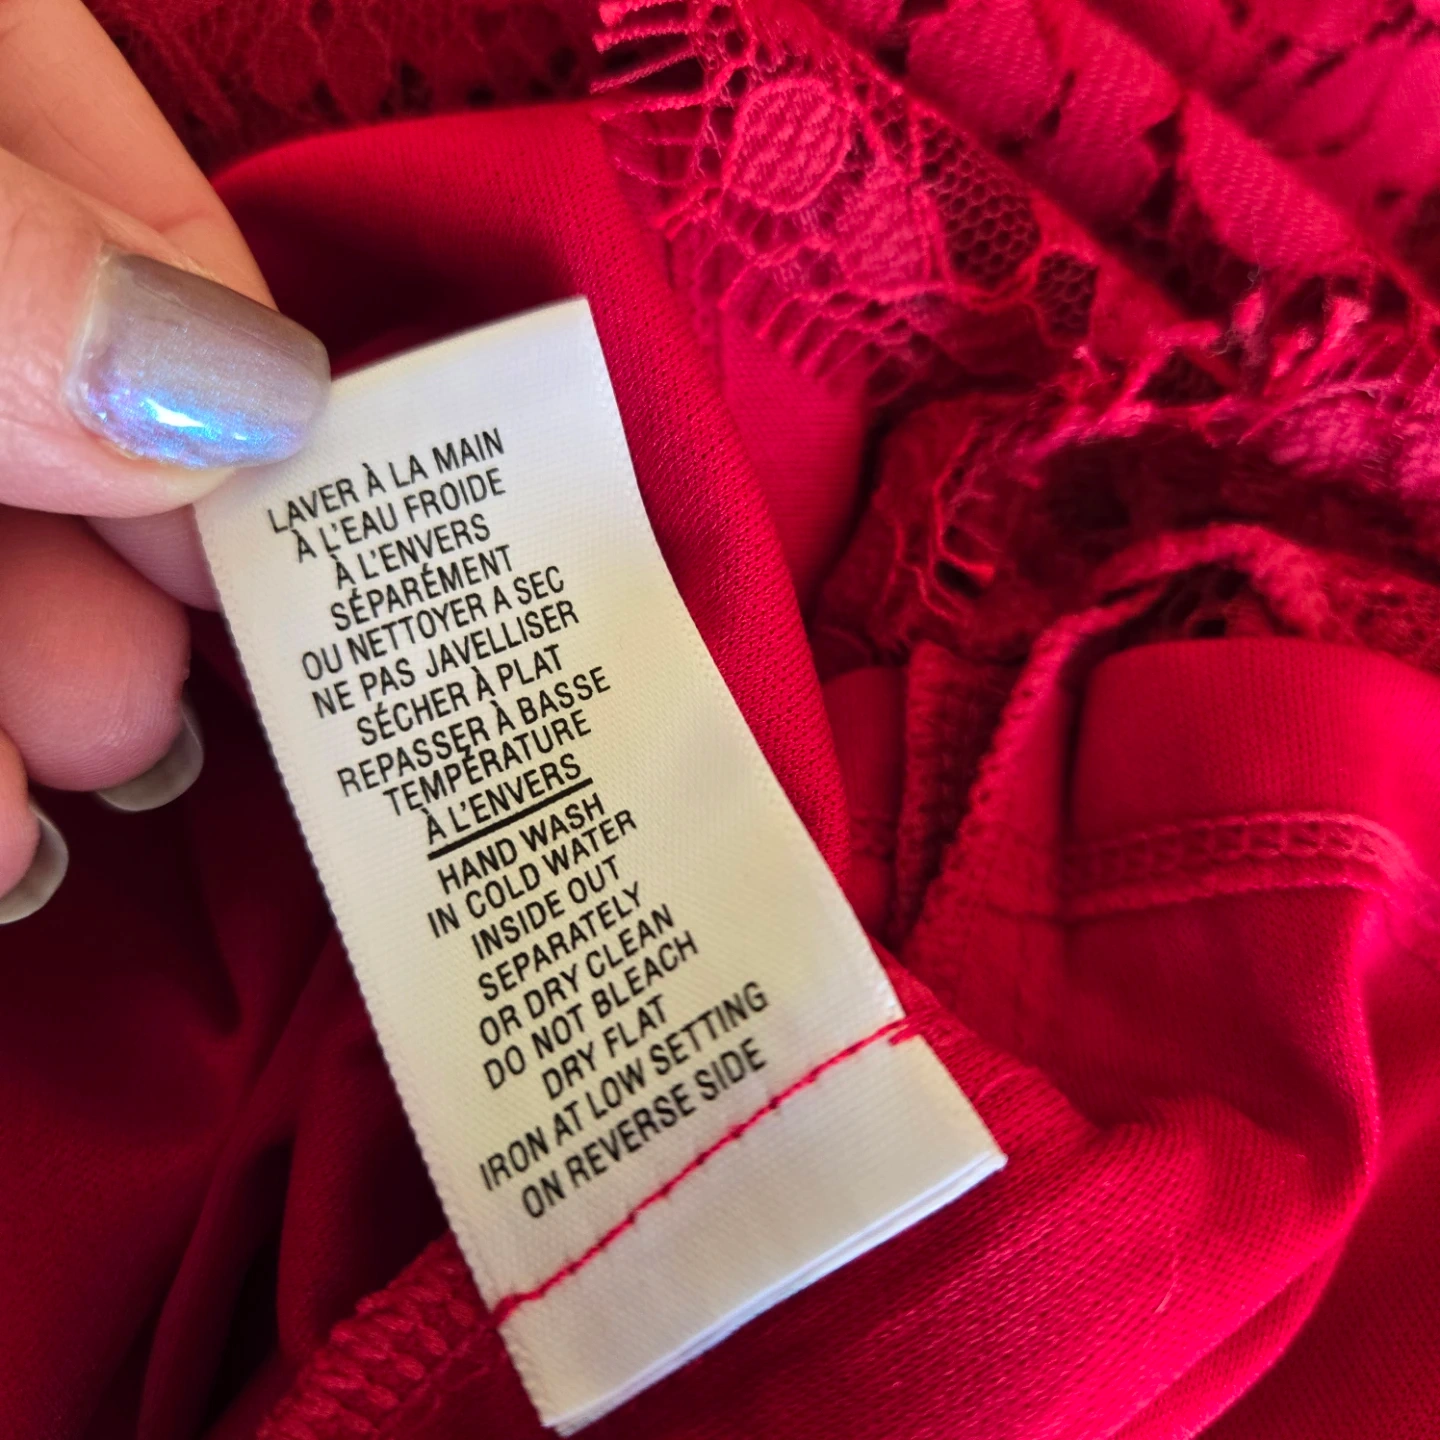 LAVER À LA MAIN
À L'EAU FROIDE
À L'ENVERS
SÉPARÉMENT
OU NETTOYER A SEC
NE PAS JAVELLISER
SÉCHER À PLAT
REPASSER À BASSE
TEMPÉRATURE
À L'ENVERS
HAND WASH
IN COLD WATER
INSIDE OUT
SEPARATELY
OR DRY CLEAN
DO NOT BLEACH
DRY FLAT
IRON AT LOW SETTING
ON REVERSE SIDE